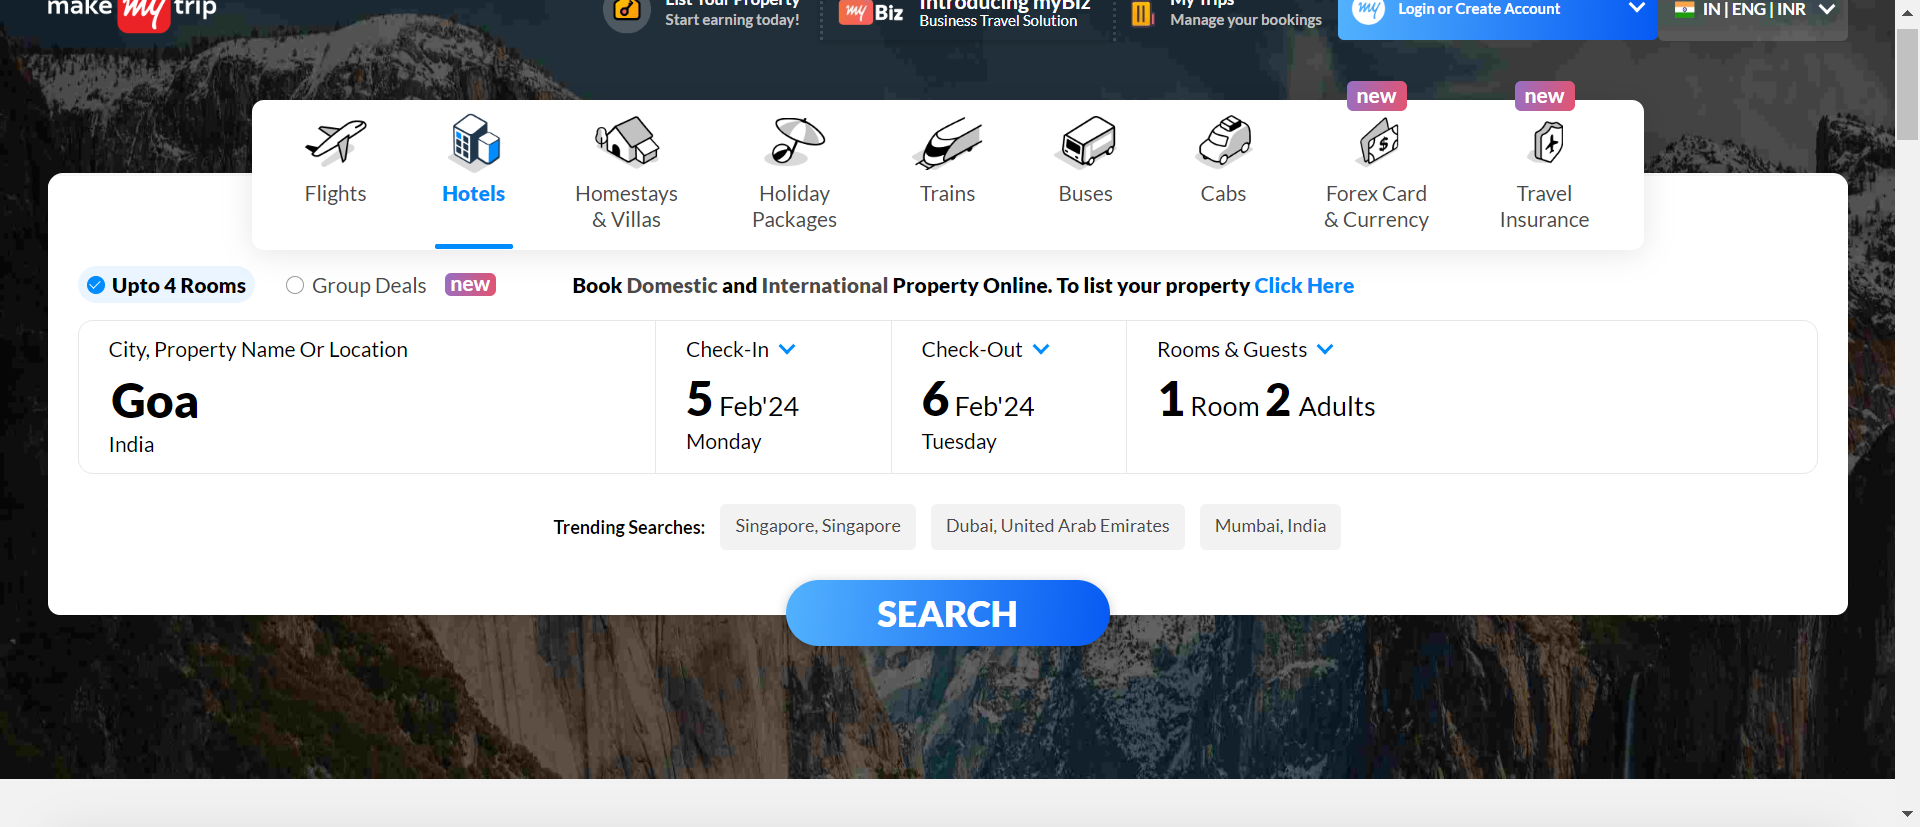 make my trip
List Your Property
Start earning today!
my Biz
Introducing myBiz
Business Travel Solution
My Trips
Manage your bookings
my
Login or Create Account
IN | ENG | INR
new
new
Flights
Hotels
Homestays
& Villas
Holiday
Packages
Trains
Buses
Cabs
Forex Card
& Currency
Travel
Insurance
Upto 4 Rooms
Group Deals
new
Book Domestic and International Property Online. To list your property Click Here
City, Property Name Or Location
Goa
India
Check-In
5 Feb'24
Monday
Check-Out
6 Feb'24
Tuesday
Rooms & Guests
1 Room 2 Adults
Trending Searches:
Singapore, Singapore
Dubai, United Arab Emirates
Mumbai, India
SEARCH